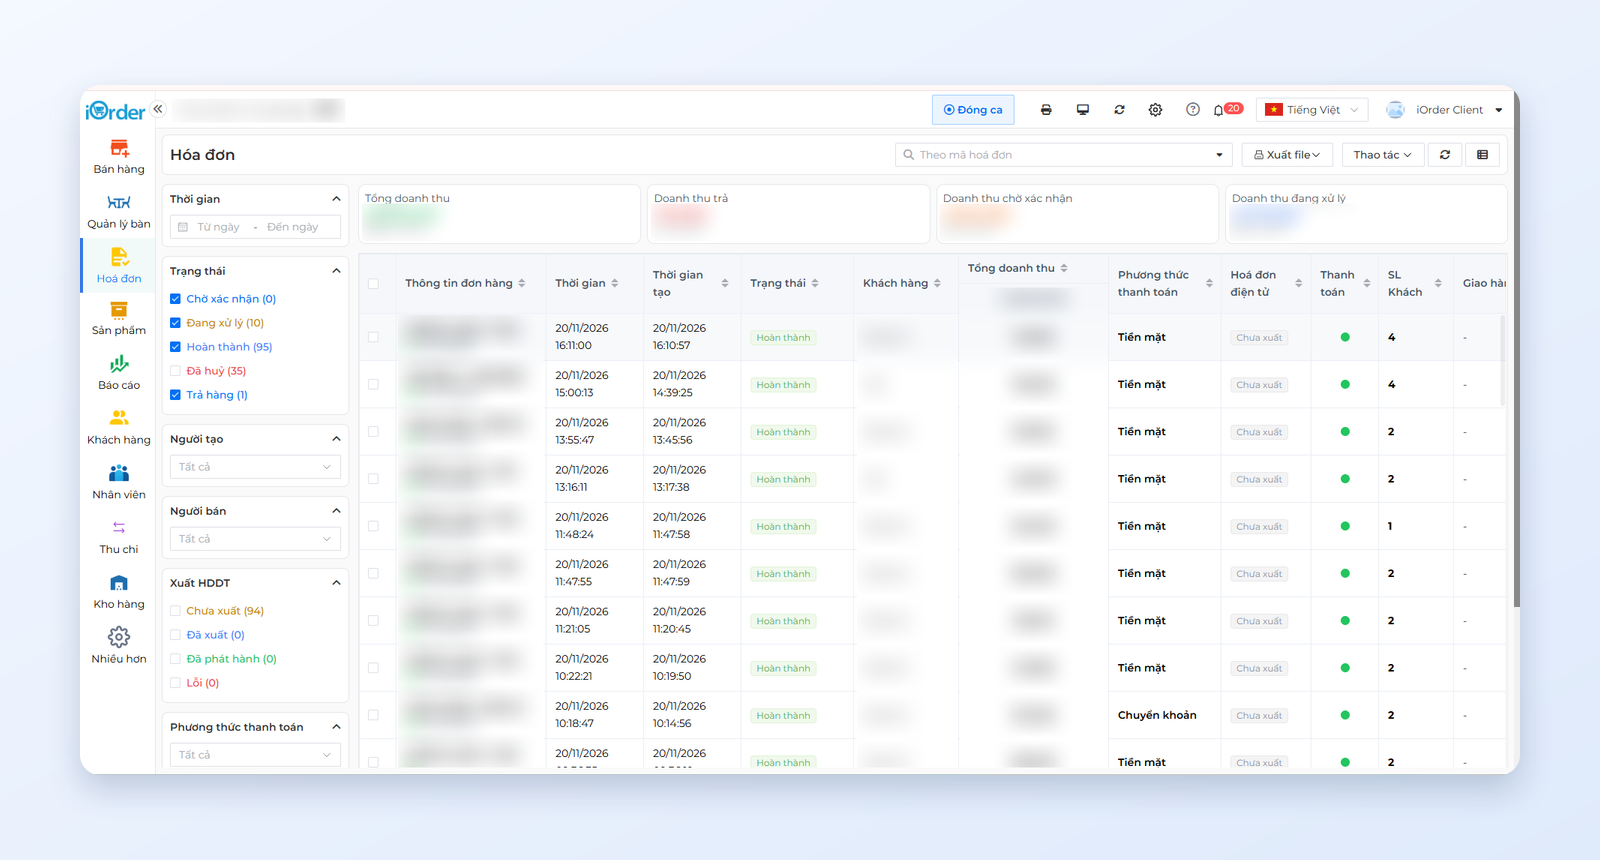 iOrder
Đóng ca
20
Tiếng Việt
iOrder Client
Bán hàng
Quản lý bàn
Hoá đơn
Sản phẩm
Báo cáo
Khách hàng
Nhân viên
Thu chi
Kho hàng
Nhiều hơn
Hóa đơn
Theo mã hoá đơn
Xuất file
Thao tác
Thời gian
Từ ngày - Đến ngày
Trạng thái
Chờ xác nhận (0)
Đang xử lý (10)
Hoàn thành (95)
Đã huỷ (35)
Trả hàng (1)
Người tạo
Tất cả
Người bán
Tất cả
Xuất HDDT
Chưa xuất (94)
Đã xuất (0)
Đã phát hành (0)
Lỗi (0)
Phương thức thanh toán
Tất cả
Tổng doanh thu
Doanh thu trả
Doanh thu chờ xác nhận
Doanh thu đang xử lý
Thông tin đơn hàng
Thời gian
Thời gian
tạo
Trạng thái
Khách hàng
Tổng doanh thu
Phương thức
thanh toán
Hoá đơn
điện tử
Thanh
toán
SL
Khách
Giao hàn
20/11/2026 20/11/2026
16:11:00 16:10:57
Hoàn thành Tiền mặt Chưa xuất 4 -
20/11/2026 20/11/2026
15:00:13 14:39:25
Hoàn thành Tiền mặt Chưa xuất 4 -
20/11/2026 20/11/2026
13:55:47 13:45:56
Hoàn thành Tiền mặt Chưa xuất 2 -
20/11/2026 20/11/2026
13:16:11 13:17:38
Hoàn thành Tiền mặt Chưa xuất 2 -
20/11/2026 20/11/2026
11:48:24 11:47:58
Hoàn thành Tiền mặt Chưa xuất 1 -
20/11/2026 20/11/2026
11:47:55 11:47:59
Hoàn thành Tiền mặt Chưa xuất 2 -
20/11/2026 20/11/2026
11:21:05 11:20:45
Hoàn thành Tiền mặt Chưa xuất 2 -
20/11/2026 20/11/2026
10:22:21 10:19:50
Hoàn thành Tiền mặt Chưa xuất 2 -
20/11/2026 20/11/2026
10:18:47 10:14:56
Hoàn thành Chuyển khoản Chưa xuất 2 -
20/11/2026 20/11/2026
Hoàn thành Tiền mặt Chưa xuất 2 -